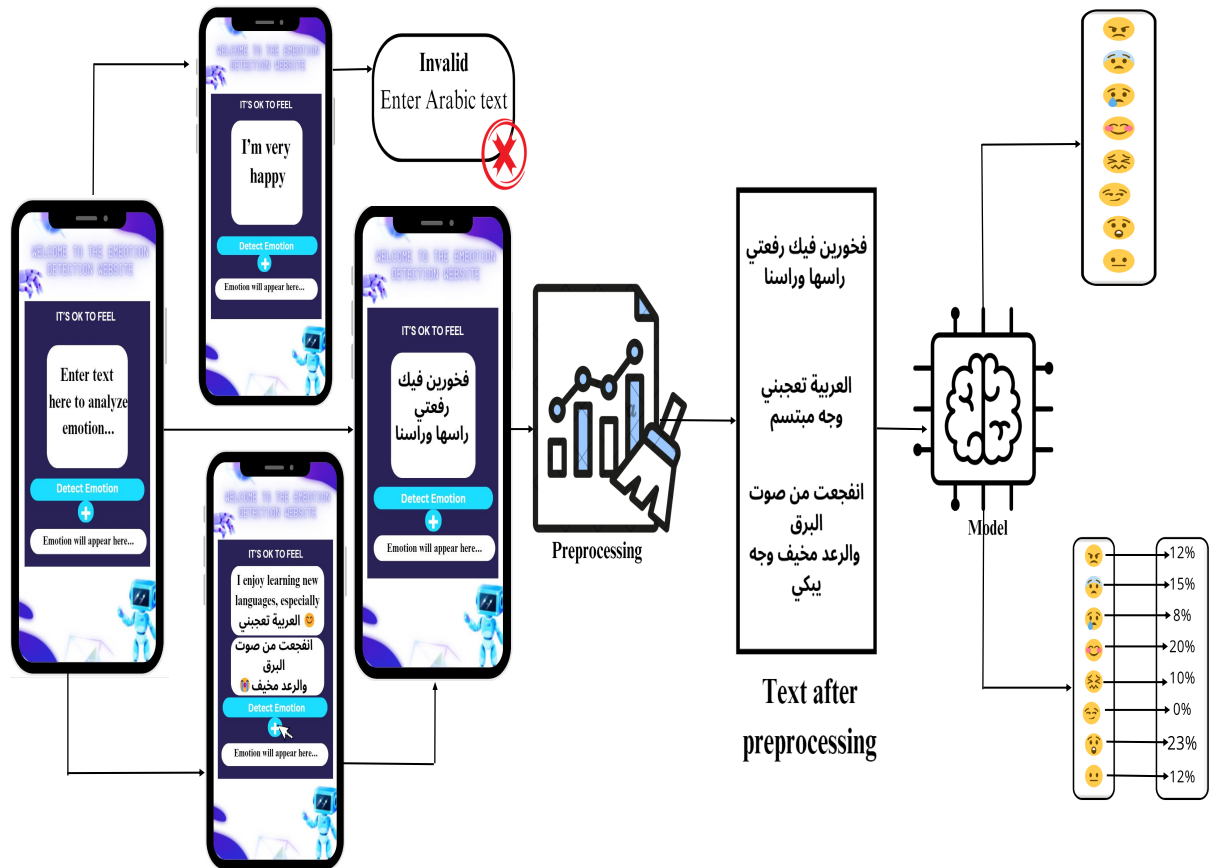 WELCOME TO THE EMEOTION
DETECTION WEBSITE
IT'S OK TO FEEL
I'm very
happy
Detect Emotion
+
Emotion will appear here...
Invalid
Enter Arabic text
WELCOME TO THE EMEOTION
DETECTION WEBSITE
IT'S OK TO FEEL
Enter text
here to analyze
emotion...
Detect Emotion
+
Emotion will appear here...
WELCOME TO THE EMEOTION
DETECTION WEBSITE
IT'S OK TO FEEL
I enjoy learning new
languages, especially
العربية تعجبني 😊
انفجعت من صوت
البرق
والرعد مخيف 😭
Detect Emotion
+
Emotion will appear here...
WELCOME TO THE EMEOTION
DETECTION WEBSITE
IT'S OK TO FEEL
فخورين فيك
رفعتي
راسها وراسنا
Detect Emotion
+
Emotion will appear here...
Preprocessing
فخورين فيك رفعتي
راسها وراسنا
العربية تعجبني
وجه مبتسم
انفجعت من صوت
البرق
والرعد مخيف وجه
يبكي
Text after
preprocessing
Model
12%
15%
8%
20%
10%
0%
23%
12%